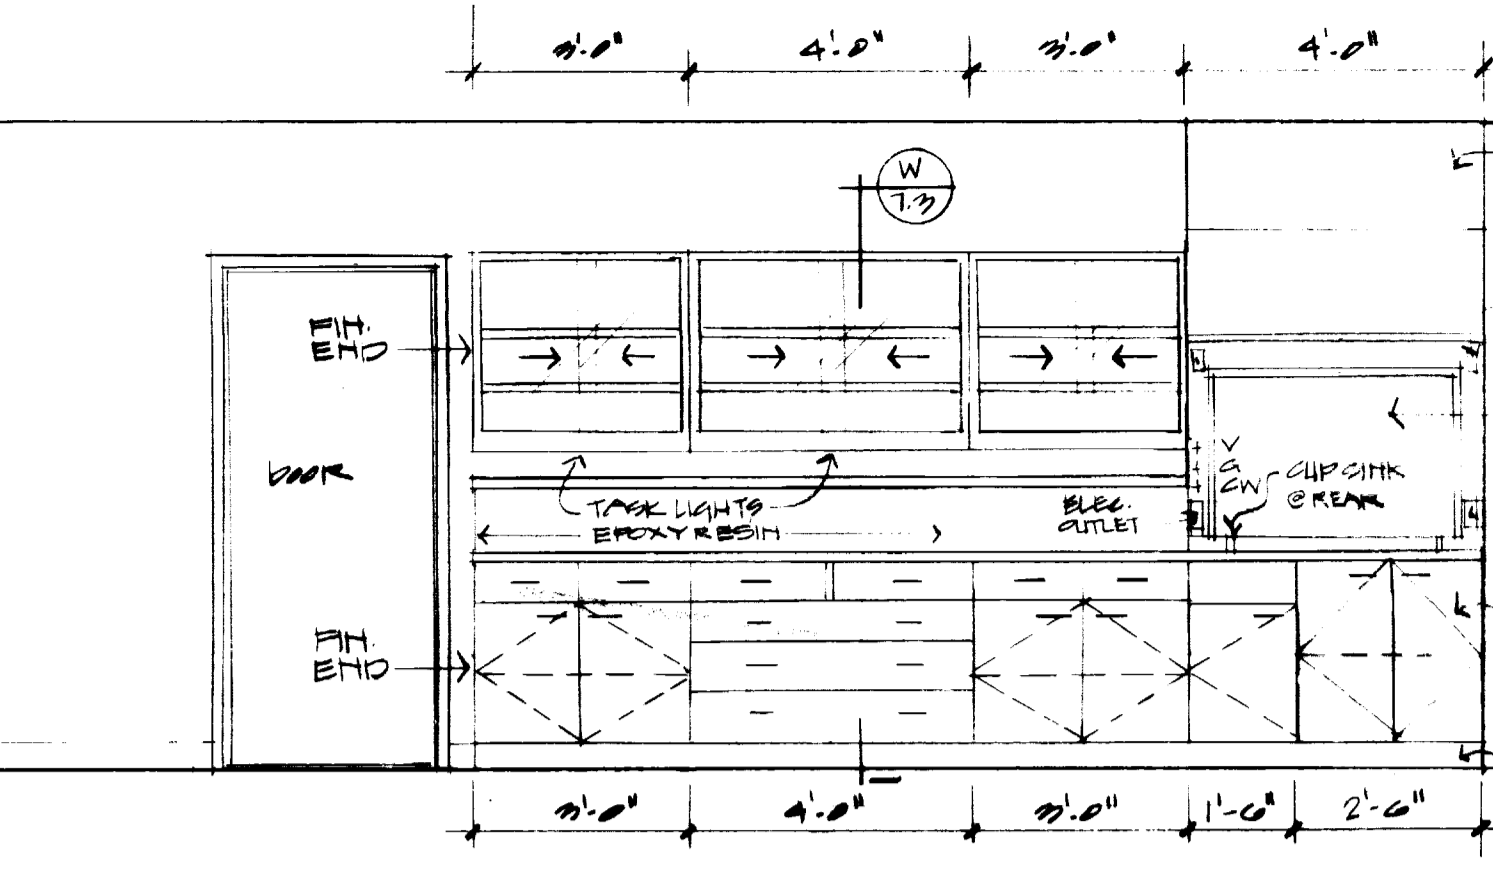 3'-0" 4'-0" 3'-0" 4'-0"
W
7.3
FIN.
END
DOOR
V
G
CW
CUP SINK
@ REAR
TASK LIGHTS
EPOXY RESIN
ELEC.
OUTLET
FIN.
END
3'-0" 4'-0" 3'-0" 1'-6" 2'-6"